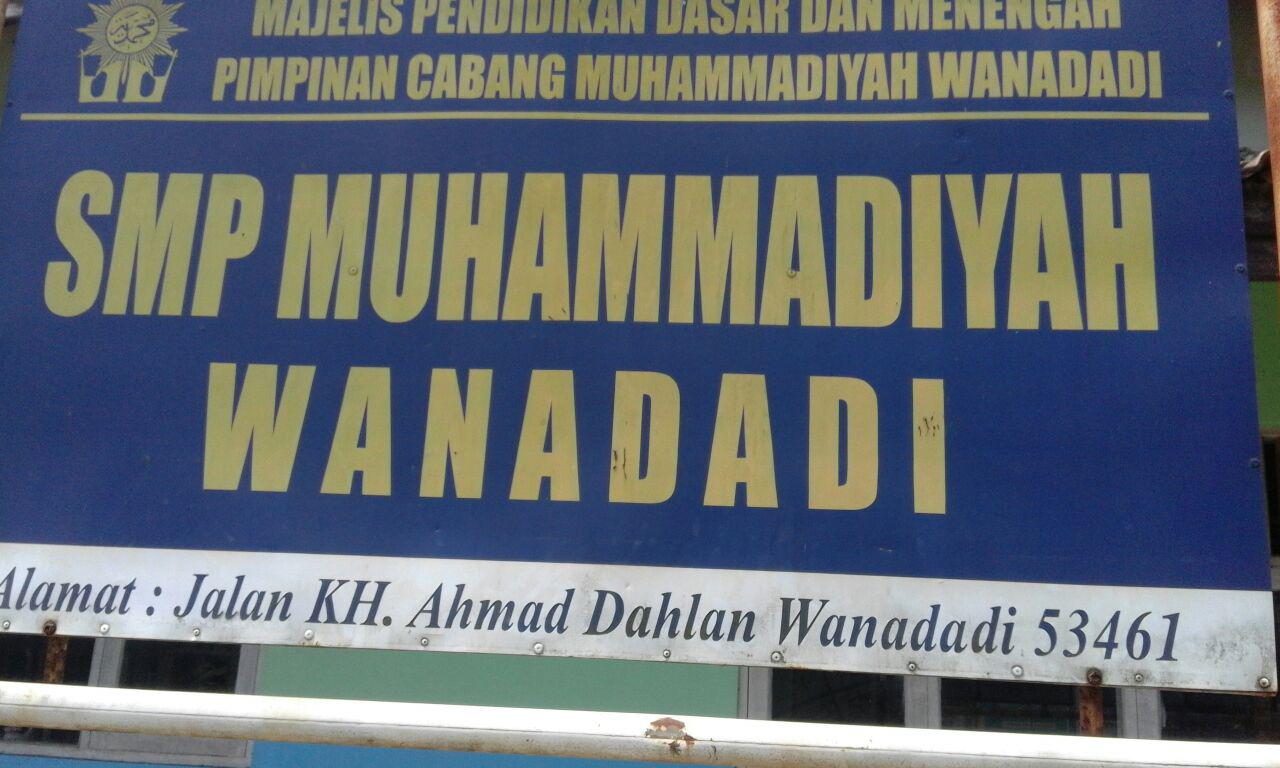 MAJELIS PENDIDIKAN DASAR DAN MENENGAH
PIMPINAN CABANG MUHAMMADIYAH WANADADI
SMP MUHAMMADIYAH
WANADADI
Alamat : Jalan KH. Ahmad Dahlan Wanadadi 53461